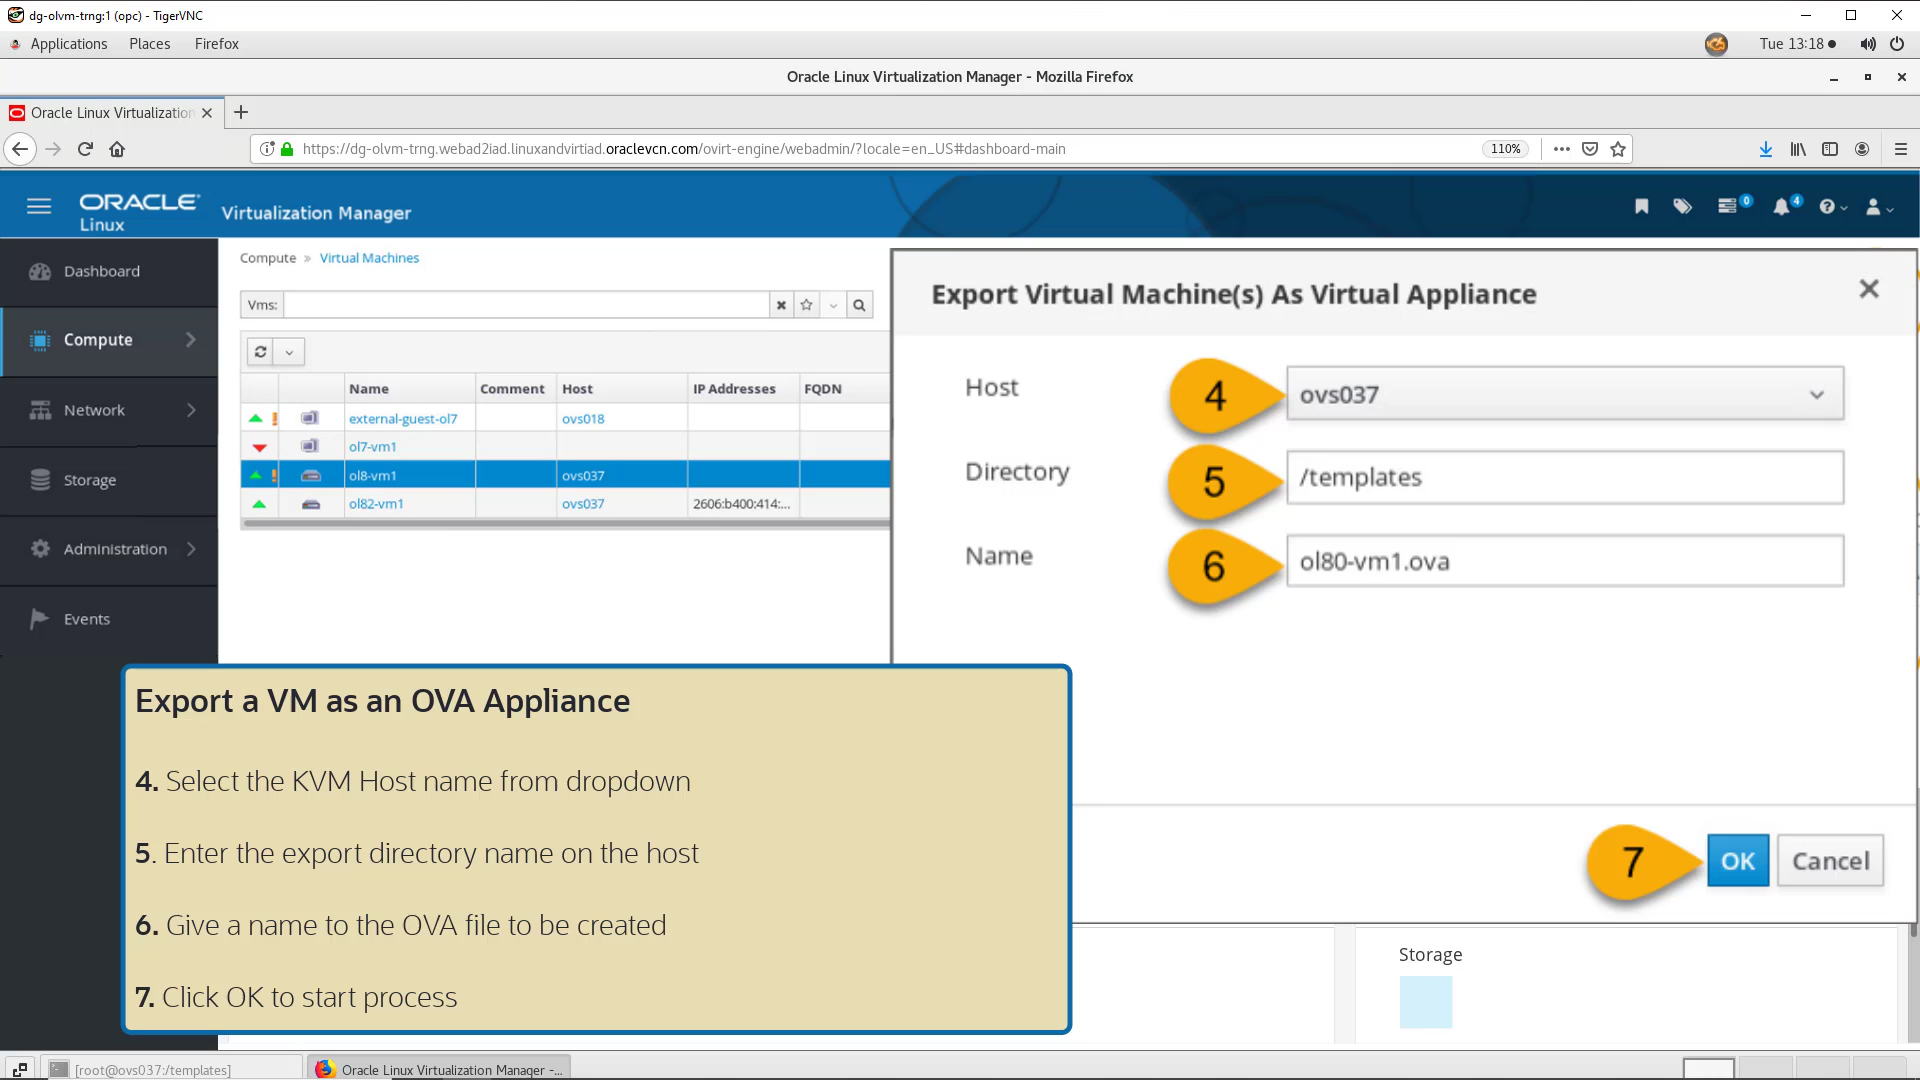 dg-olvm-trng:1 (opc) - TigerVNC
Applications Places Firefox
Tue 13:18
Oracle Linux Virtualization Manager - Mozilla Firefox
Oracle Linux Virtualization
https://dg-olvm-trng.webad2iad.linuxandvirtiad.oraclevcn.com/ovirt-engine/webadmin/?locale=en_US#dashboard-main
110%
ORACLE
Linux
Virtualization Manager
0
4
Dashboard
Compute
Network
Storage
Administration
Events
Compute » Virtual Machines
Vms:
Name Comment Host IP Addresses FQDN
external-guest-ol7 ovs018
ol7-vm1
ol8-vm1 ovs037
ol82-vm1 ovs037 2606:b400:414:...
Export Virtual Machine(s) As Virtual Appliance
Host 4 ovs037
Directory 5 /templates
Name 6 ol80-vm1.ova
7 OK Cancel
Export a VM as an OVA Appliance
4. Select the KVM Host name from dropdown
5. Enter the export directory name on the host
6. Give a name to the OVA file to be created
7. Click OK to start process
Storage
[root@ovs037:/templates]
Oracle Linux Virtualization Manager -...